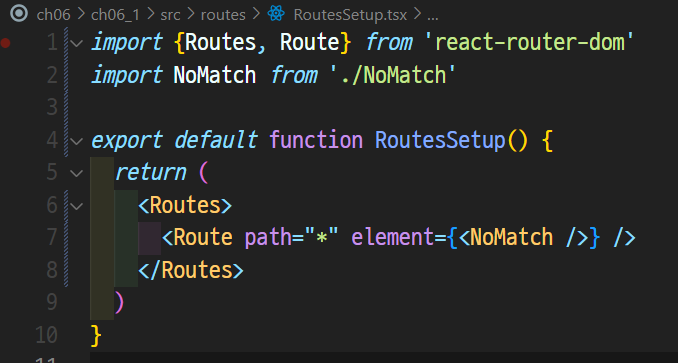 ch06 > ch06_1 > src > routes > RoutesSetup.tsx > ...
1 import {Routes, Route} from 'react-router-dom'
2 import NoMatch from './NoMatch'
3
4 export default function RoutesSetup() {
5   return (
6     <Routes>
7       <Route path="*" element={<NoMatch />} />
8     </Routes>
9   )
10 }
11